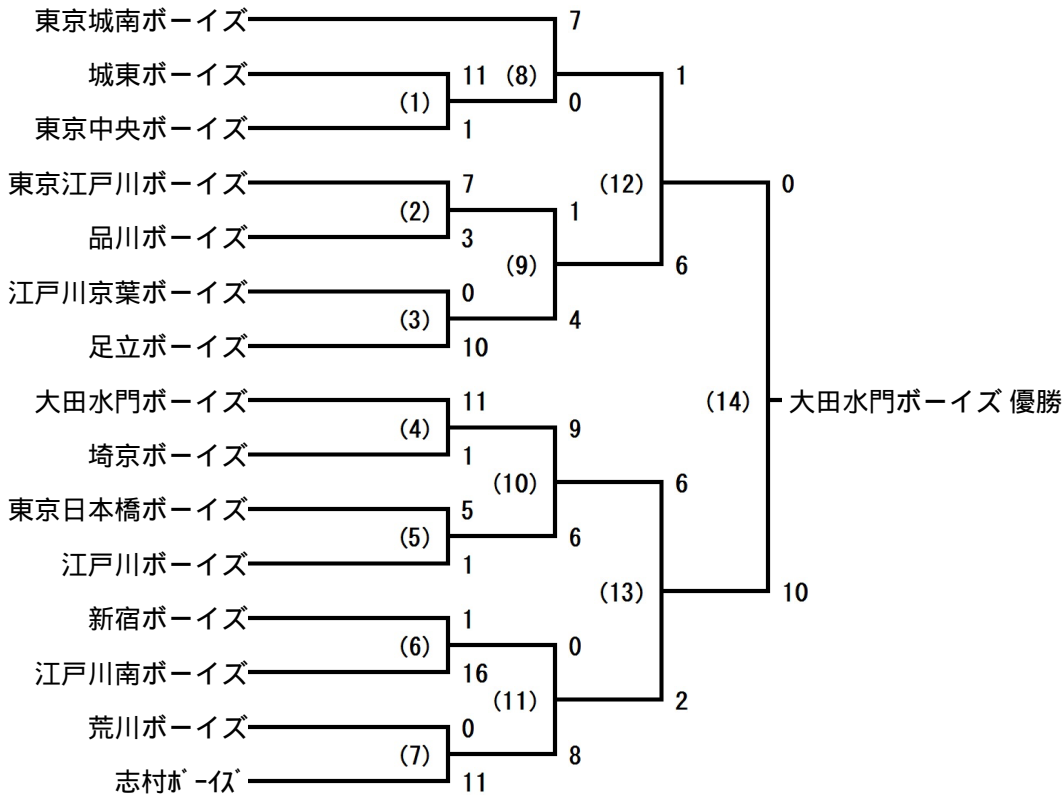 東京城南ボーイズ 7
城東ボーイズ 11 (8) 1
(1) 0
東京中央ボーイズ 1
東京江戸川ボーイズ 7 (12) 0
(2) 1
品川ボーイズ 3
(9) 6
江戸川京葉ボーイズ 0
(3) 4
足立ボーイズ 10
大田水門ボーイズ 11 (14) 大田水門ボーイズ 優勝
(4) 9
埼京ボーイズ 1
(10) 6
東京日本橋ボーイズ 5
(5) 6
江戸川ボーイズ 1
(13) 10
新宿ボーイズ 1
(6) 0
江戸川南ボーイズ 16
(11) 2
荒川ボーイズ 0
(7) 8
志村ﾎﾞｰｲｽﾞ 11